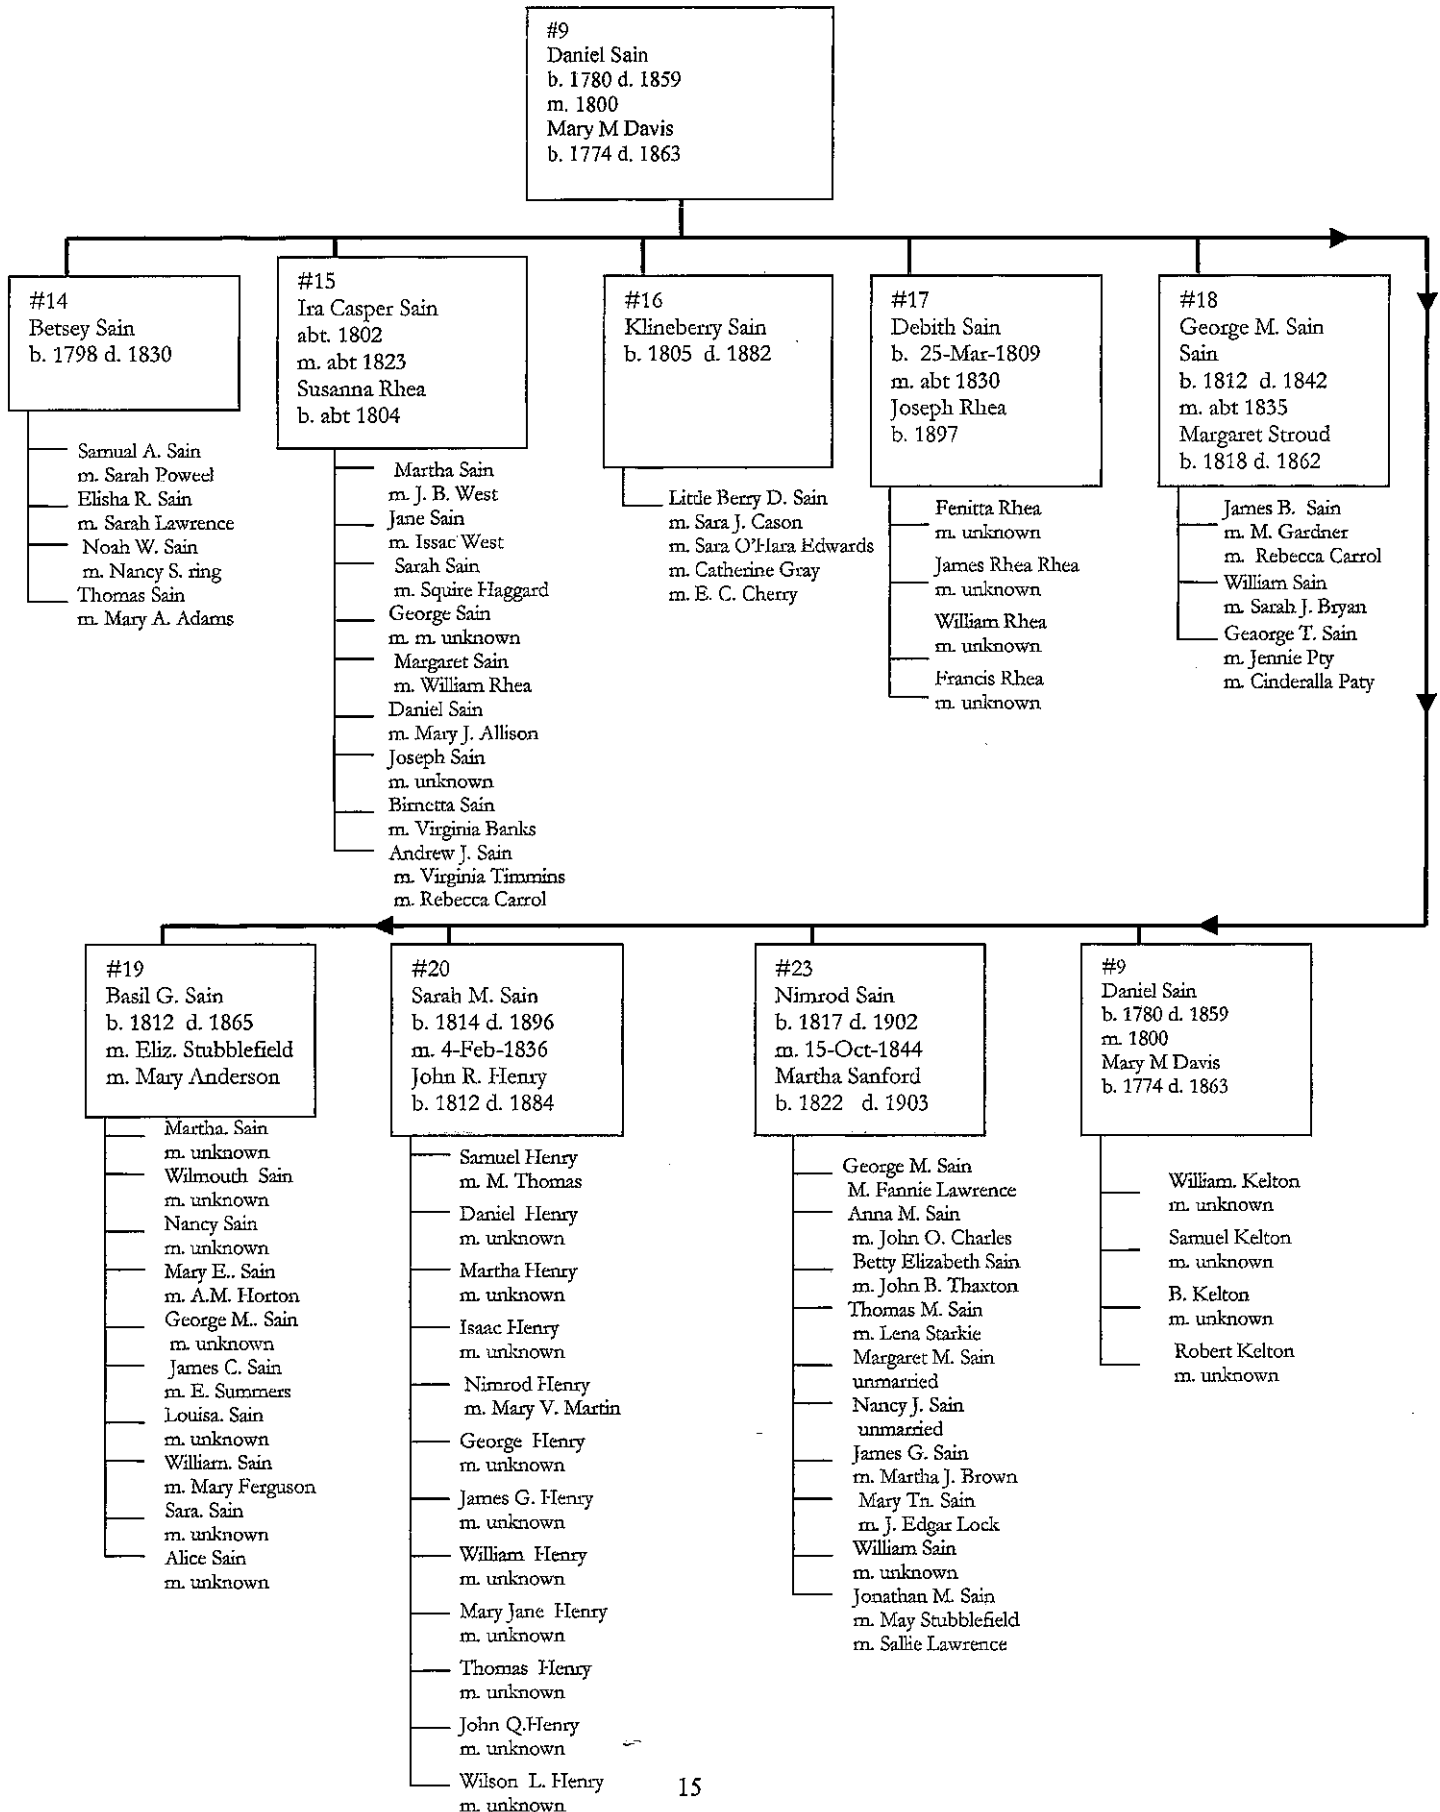 #9
Daniel Sain
b. 1780 d. 1859
m. 1800
Mary M Davis
b. 1774 d. 1863
#14
Betsey Sain
b. 1798 d. 1830
Samual A. Sain
m. Sarah Poweel
Elisha R. Sain
m. Sarah Lawrence
Noah W. Sain
m. Nancy S. ring
Thomas Sain
m. Mary A. Adams
#15
Ira Casper Sain
abt. 1802
m. abt 1823
Susanna Rhea
b. abt 1804
Martha Sain
m. J. B. West
Jane Sain
m. Issac West
Sarah Sain
m. Squire Haggard
George Sain
m. m. unknown
Margaret Sain
m. William Rhea
Daniel Sain
m. Mary J. Allison
Joseph Sain
m. unknown
Birnetta Sain
m. Virginia Banks
Andrew J. Sain
m. Virginia Timmins
m. Rebecca Carrol
#16
Klineberry Sain
b. 1805 d. 1882
Little Berry D. Sain
m. Sara J. Cason
m. Sara O'Hara Edwards
m. Catherine Gray
m. E. C. Cherry
#17
Debith Sain
b. 25-Mar-1809
m. abt 1830
Joseph Rhea
b. 1897
Fenitta Rhea
m. unknown
James Rhea Rhea
m. unknown
William Rhea
m. unknown
Francis Rhea
m. unknown
#18
George M. Sain
Sain
b. 1812 d. 1842
m. abt 1835
Margaret Stroud
b. 1818 d. 1862
James B. Sain
m. M. Gardner
m. Rebecca Carrol
William Sain
m. Sarah J. Bryan
Geaorge T. Sain
m. Jennie Pty
m. Cinderalla Paty
#19
Basil G. Sain
b. 1812 d. 1865
m. Eliz. Stubblefield
m. Mary Anderson
Martha. Sain
m. unknown
Wilmouth Sain
m. unknown
Nancy Sain
m. unknown
Mary E.. Sain
m. A.M. Horton
George M.. Sain
m. unknown
James C. Sain
m. E. Summers
Louisa. Sain
m. unknown
William. Sain
m. Mary Ferguson
Sara. Sain
m. unknown
Alice Sain
m. unknown
#20
Sarah M. Sain
b. 1814 d. 1896
m. 4-Feb-1836
John R. Henry
b. 1812 d. 1884
Samuel Henry
m. M. Thomas
Daniel Henry
m. unknown
Martha Henry
m. unknown
Isaac Henry
m. unknown
Nimrod Henry
m. Mary V. Martin
George Henry
m. unknown
James G. Henry
m. unknown
William Henry
m. unknown
Mary Jane Henry
m. unknown
Thomas Henry
m. unknown
John Q.Henry
m. unknown
Wilson L. Henry
m. unknown
#23
Nimrod Sain
b. 1817 d. 1902
m. 15-Oct-1844
Martha Sanford
b. 1822 d. 1903
George M. Sain
M. Fannie Lawrence
Anna M. Sain
m. John O. Charles
Betty Elizabeth Sain
m. John B. Thaxton
Thomas M. Sain
m. Lena Starkie
Margaret M. Sain
unmarried
Nancy J. Sain
unmarried
James G. Sain
m. Martha J. Brown
Mary Tn. Sain
m. J. Edgar Lock
William Sain
m. unknown
Jonathan M. Sain
m. May Stubblefield
m. Sallie Lawrence
#9
Daniel Sain
b. 1780 d. 1859
m. 1800
Mary M Davis
b. 1774 d. 1863
William. Kelton
m. unknown
Samuel Kelton
m. unknown
B. Kelton
m. unknown
Robert Kelton
m. unknown
15